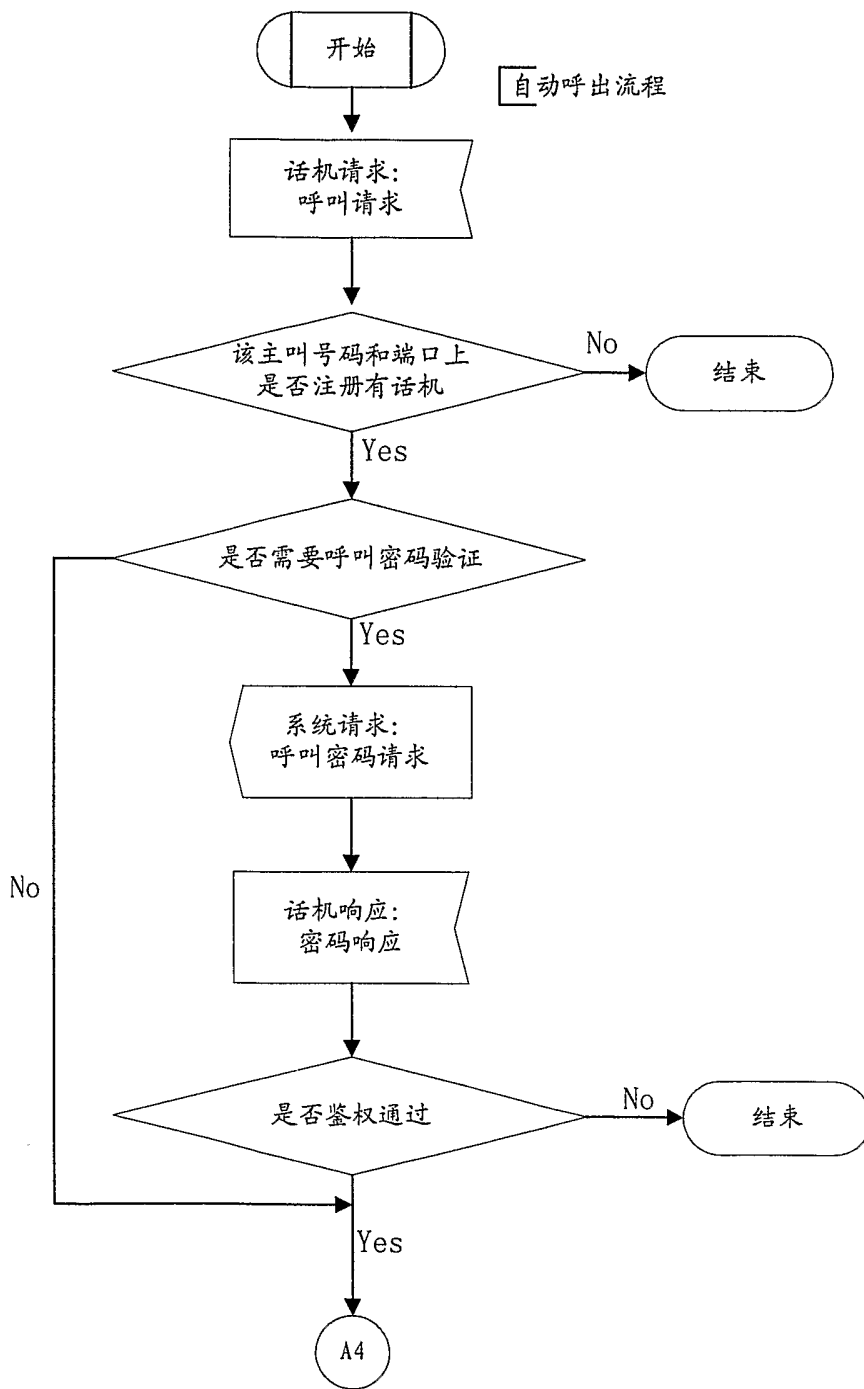 开始
自动呼出流程
话机请求：
呼叫请求
该主叫号码和端口上
是否注册有话机
No
结束
Yes
是否需要呼叫密码验证
Yes
系统请求：
呼叫密码请求
No
话机响应：
密码响应
是否鉴权通过
No
结束
Yes
A4